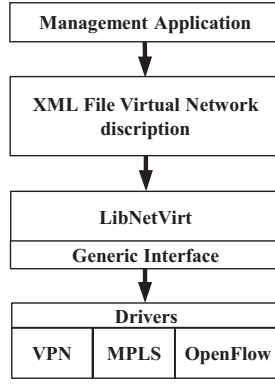 Management Application
XML File Virtual Network
discription
LibNetVirt
Generic Interface
Drivers
VPN MPLS OpenFlow